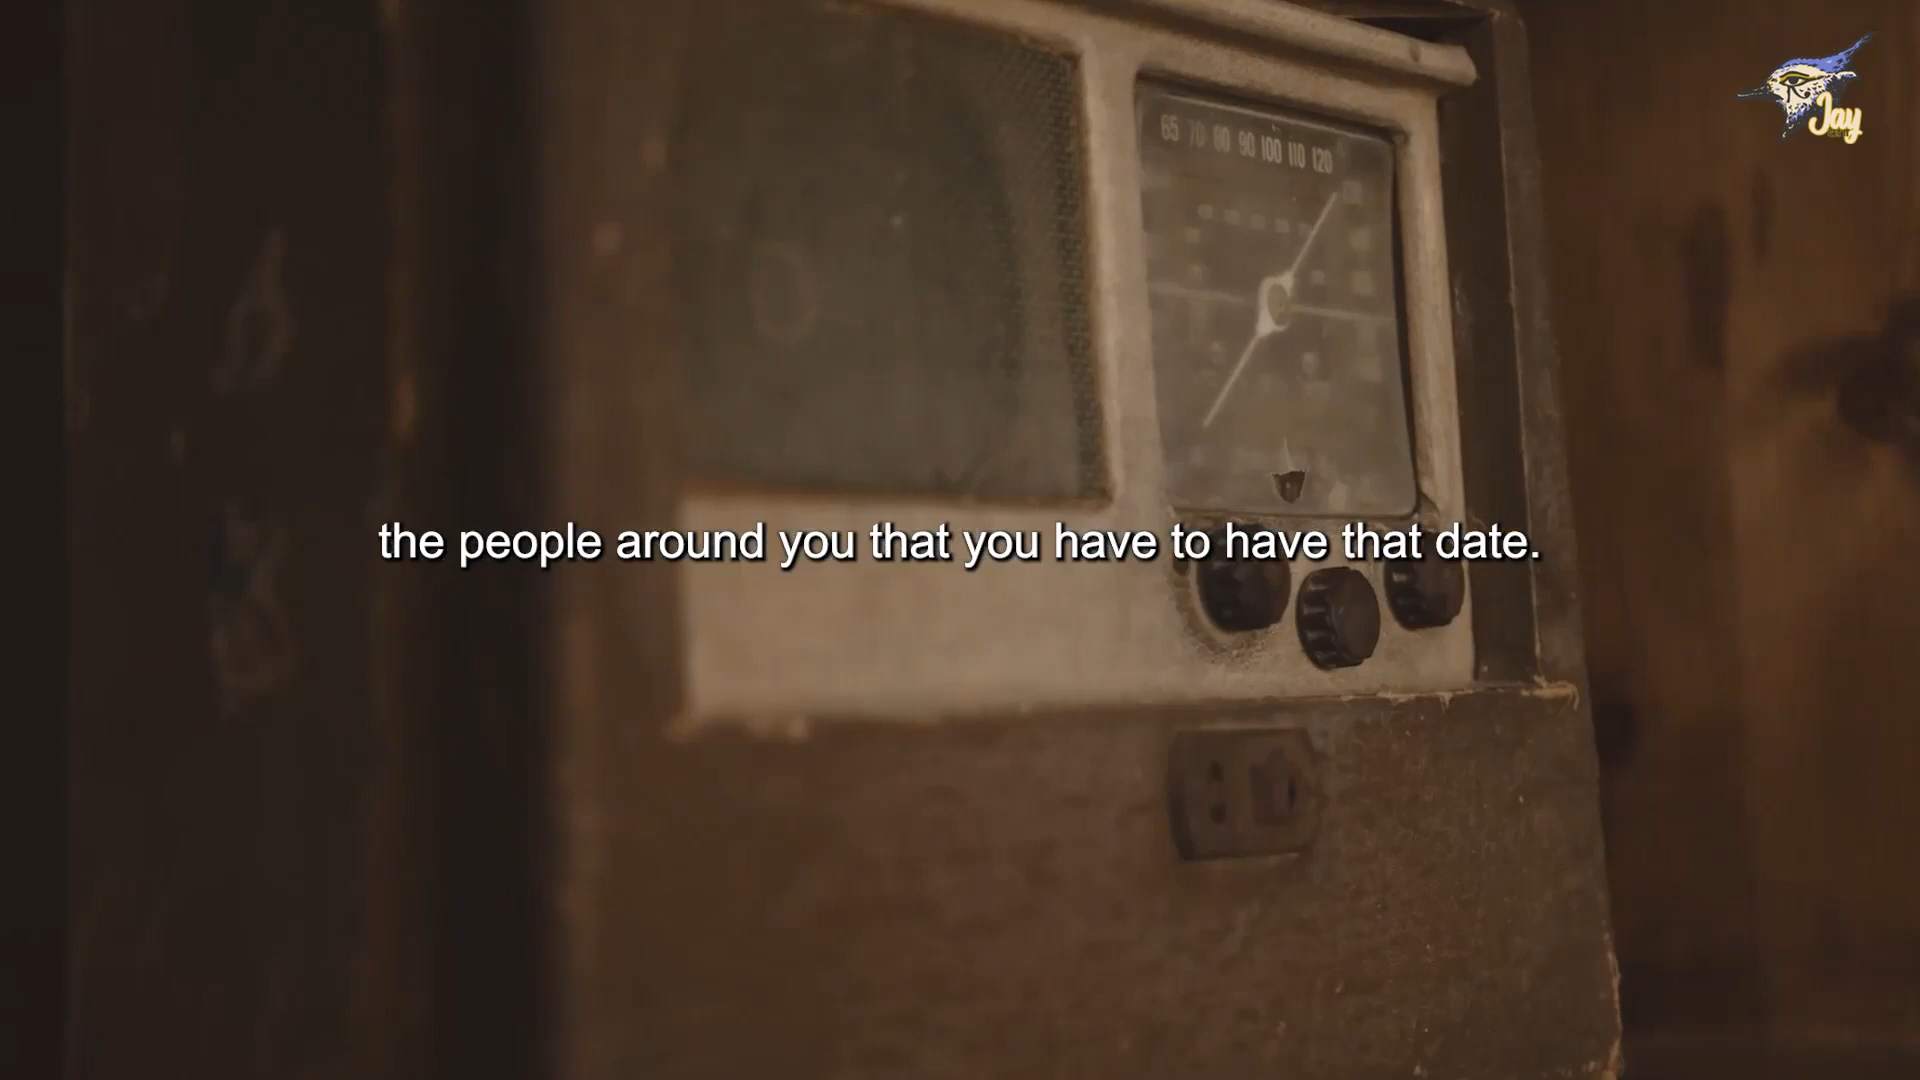 Jay
65 70 80 90 100 110 120
the people around you that you have to have that date.